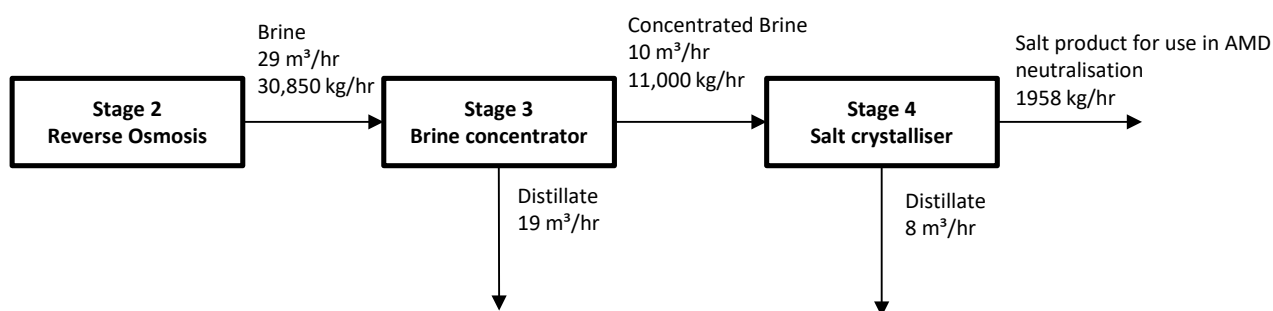 Brine
29 m³/hr
30,850 kg/hr
Concentrated Brine
10 m³/hr
11,000 kg/hr
Salt product for use in AMD
neutralisation
1958 kg/hr
Stage 2
Reverse Osmosis
Stage 3
Brine concentrator
Stage 4
Salt crystalliser
Distillate
19 m³/hr
Distillate
8 m³/hr